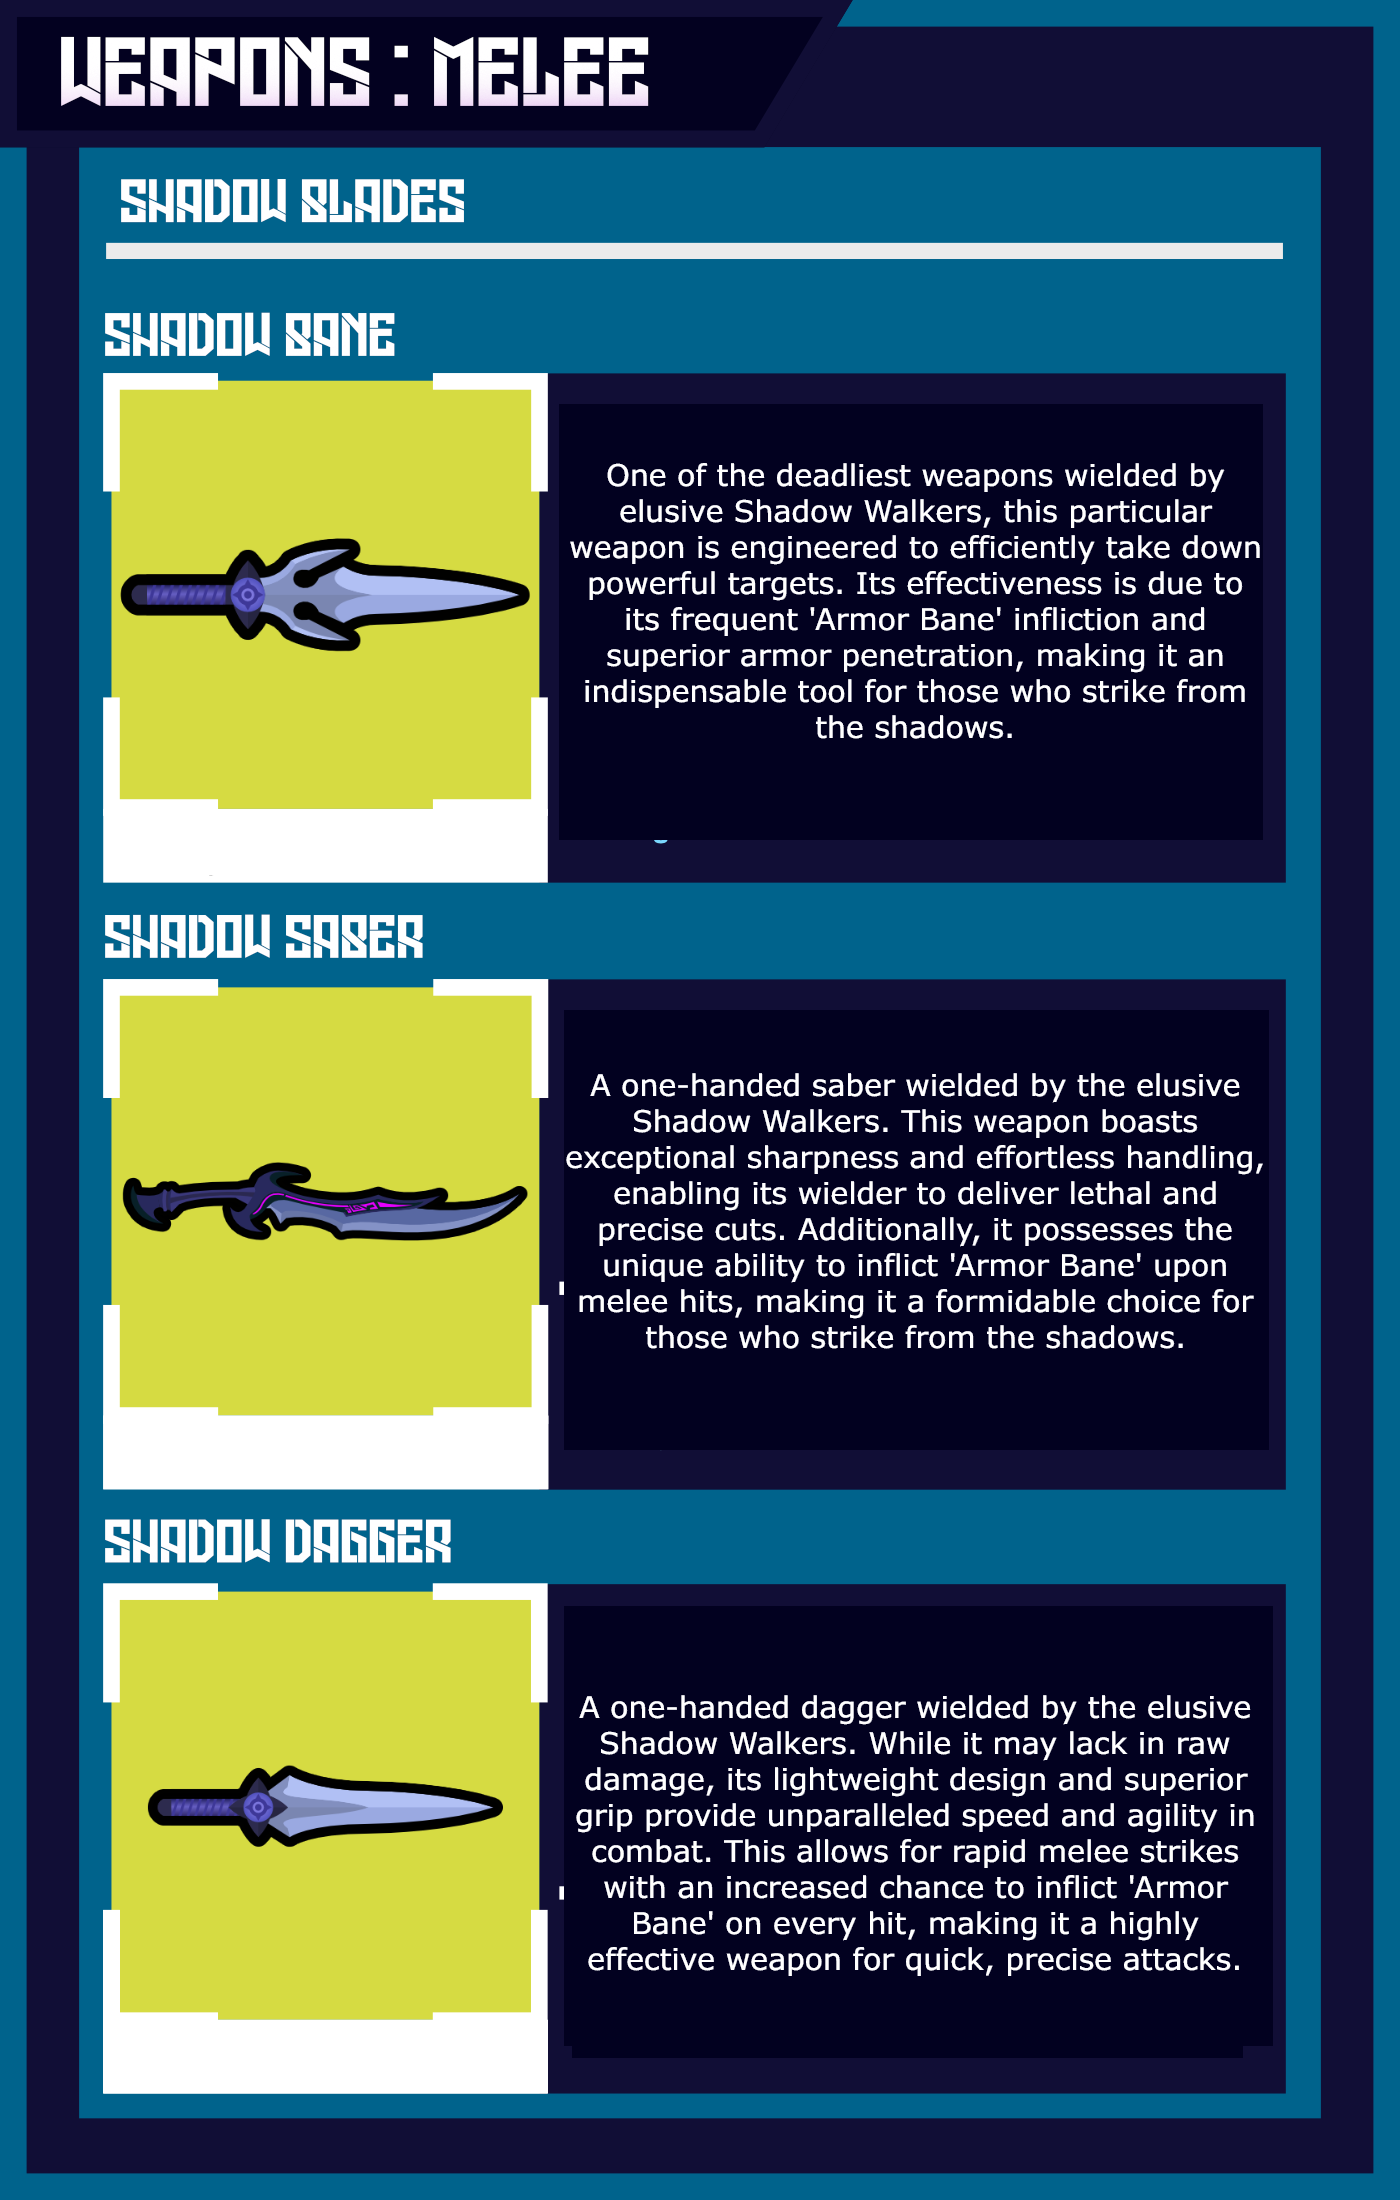 WEAPONS : MELEE
SHADOW BLADES
SHADOW BANE
One of the deadliest weapons wielded by
elusive Shadow Walkers, this particular
weapon is engineered to efficiently take down
powerful targets. Its effectiveness is due to
its frequent 'Armor Bane' infliction and
superior armor penetration, making it an
indispensable tool for those who strike from
the shadows.
SHADOW SABER
A one-handed saber wielded by the elusive
Shadow Walkers. This weapon boasts
exceptional sharpness and effortless handling,
enabling its wielder to deliver lethal and
precise cuts. Additionally, it possesses the
unique ability to inflict 'Armor Bane' upon
melee hits, making it a formidable choice for
those who strike from the shadows.
SHADOW DAGGER
A one-handed dagger wielded by the elusive
Shadow Walkers. While it may lack in raw
damage, its lightweight design and superior
grip provide unparalleled speed and agility in
combat. This allows for rapid melee strikes
with an increased chance to inflict 'Armor
Bane' on every hit, making it a highly
effective weapon for quick, precise attacks.